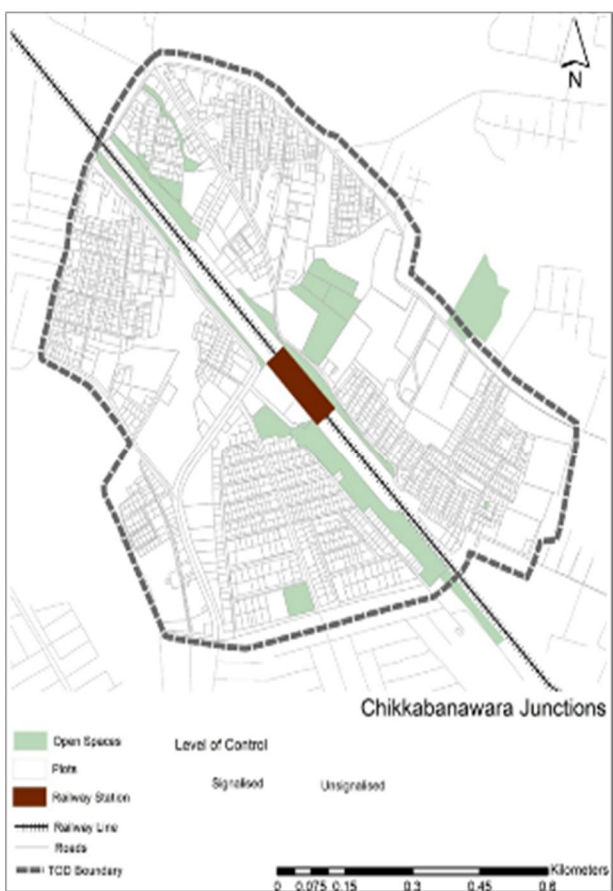 N
Chikkabanawara Junctions
Open Spaces
Level of Control
Plots
Signalised Unsignalised
Railway Station
Railway Line
Roads
TOD Boundary
Kilometers
0 0.075 0.15 0.3 0.45 0.6